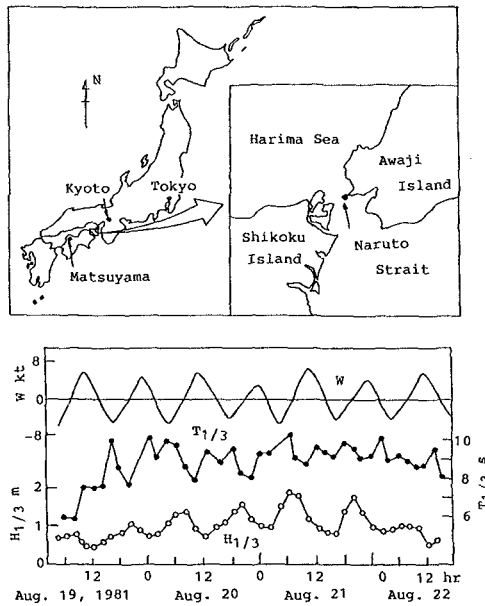 N
Kyoto
Tokyo
Matsuyama
Harima Sea
Awaji
Island
Shikoku
Island
Naruto
Strait
W kt
8
0
-8
W
T1/3
10
8
6
T1/3 s
H1/3 m
2
1
0
H1/3
12 0 12 0 12 0 12 hr
Aug. 19, 1981 Aug. 20 Aug. 21 Aug. 22